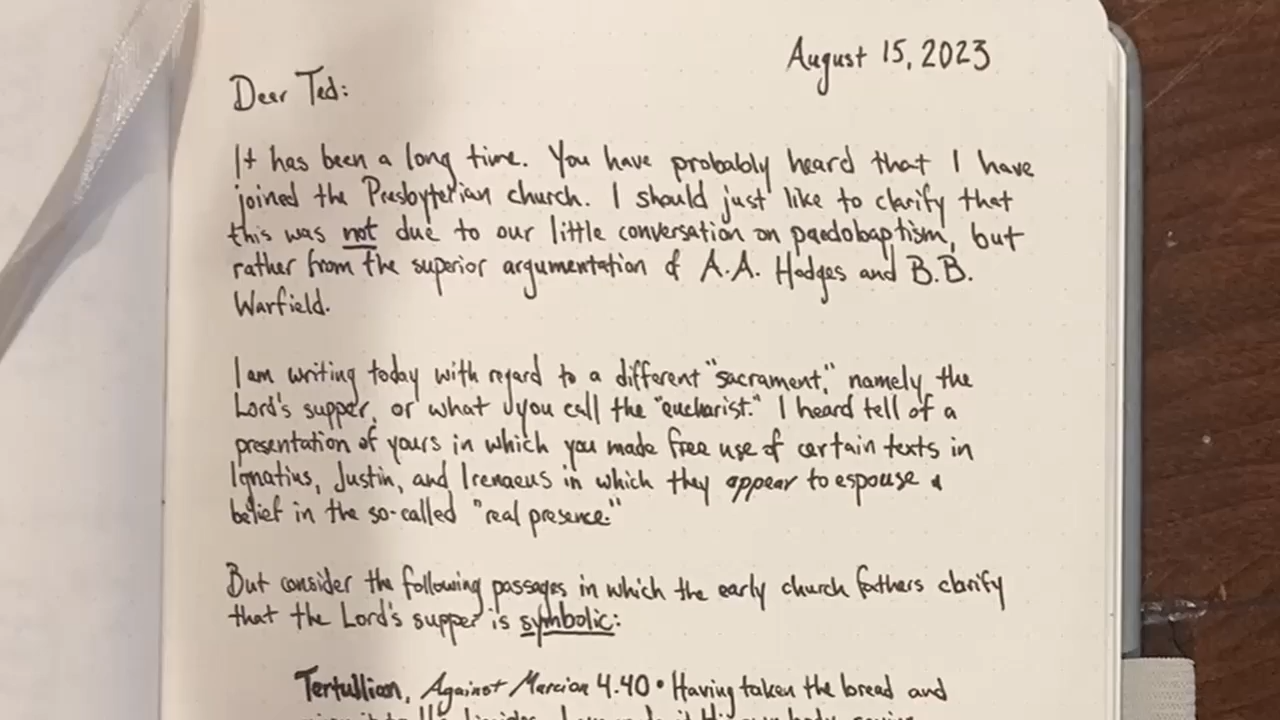 August 15, 2023
Dear Ted:
It has been a long time. You have probably heard that I have
joined the Presbyterian church. I should just like to clarify that
this was not due to our little conversation on paedobaptism, but
rather from the superior argumentation of A.A. Hodges and B.B.
Warfield.
I am writing today with regard to a different "sacrament," namely the
Lord's supper, or what you call the "eucharist." I heard tell of a
presentation of yours in which you made free use of certain texts in
Ignatius, Justin, and Irenaeus in which they appear to espouse a
belief in the so-called "real presence."
But consider the following passages in which the early church fathers clarify
that the Lord's supper is symbolic:
Tertullian, Against Marcion 4.40 • Having taken the bread and